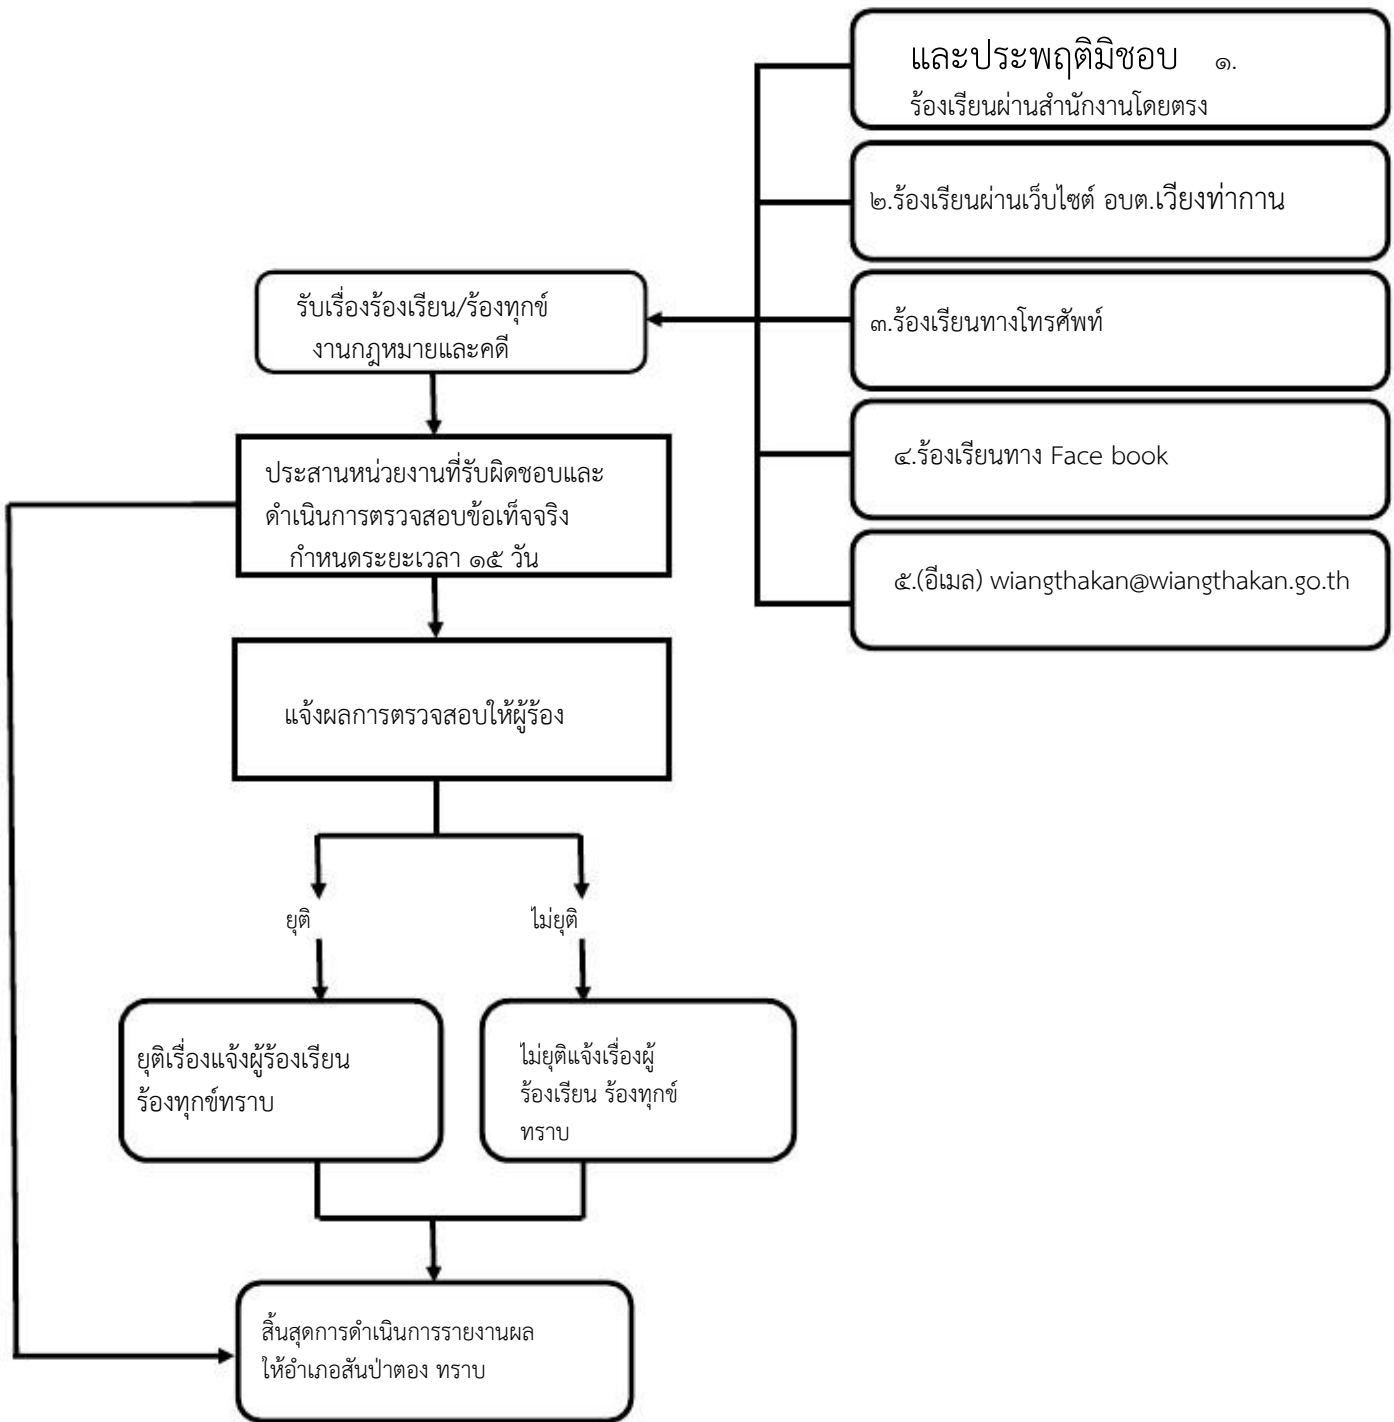 และประพฤติมิชอบ ๑.
ร้องเรียนผ่านสำนักงานโดยตรง
๒.ร้องเรียนผ่านเว็บไซต์ อบต.เวียงท่ากาน
รับเรื่องร้องเรียน/ร้องทุกข์
งานกฎหมายและคดี
๓.ร้องเรียนทางโทรศัพท์
๔.ร้องเรียนทาง Face book
ประสานหน่วยงานที่รับผิดชอบและ
ดำเนินการตรวจสอบข้อเท็จจริง
กำหนดระยะเวลา ๑๕ วัน
๕.(อีเมล) wiangthakan@wiangthakan.go.th
แจ้งผลการตรวจสอบให้ผู้ร้อง
ยุติ
ไม่ยุติ
ยุติเรื่องแจ้งผู้ร้องเรียน
ร้องทุกข์ทราบ
ไม่ยุติแจ้งเรื่องผู้
ร้องเรียน ร้องทุกข์
ทราบ
สิ้นสุดการดำเนินการรายงานผล
ให้อำเภอสันป่าตอง ทราบ